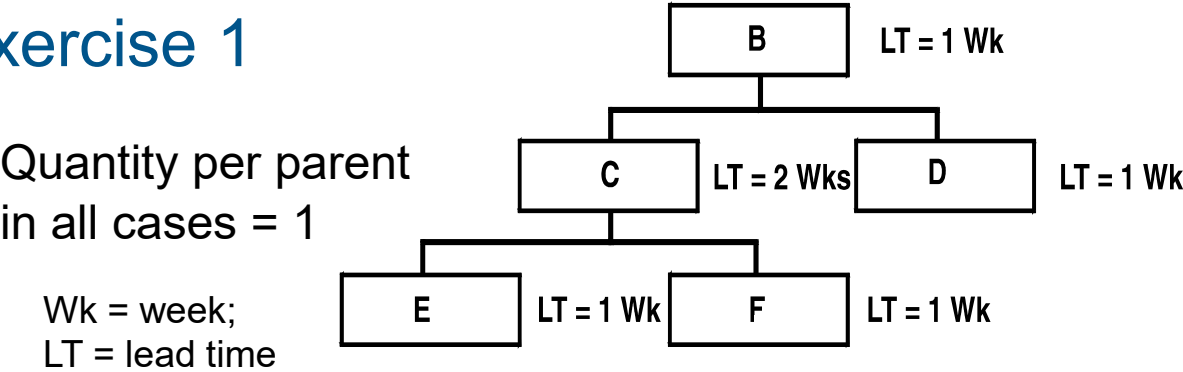 xercise 1
B LT = 1 Wk
Quantity per parent
in all cases = 1
C LT = 2 Wks D LT = 1 Wk
Wk = week;
LT = lead time
E LT = 1 Wk F LT = 1 Wk